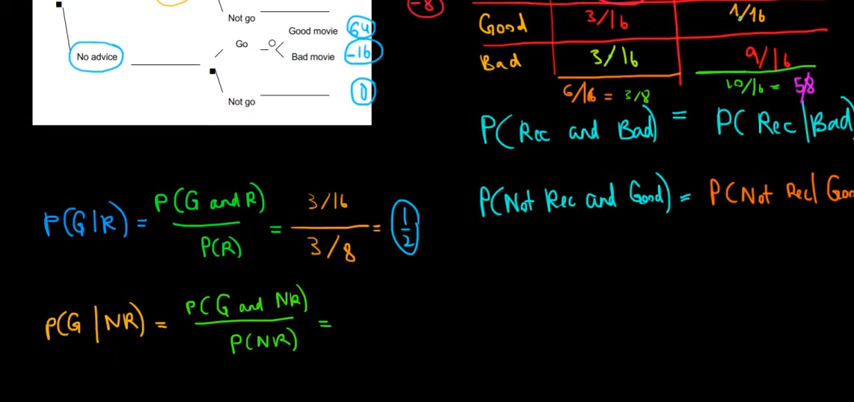 -8
Not go
Go
Good movie 64
Bad movie -16
No advice
Not go 0
Good 3/16 1/16
Bad 3/16 9/16
6/16 = 3/8 10/16 = 5/8
P(Rec and Bad) = P(Rec|Bad)
P(Not Rec and Good) = P(Not Rec|Goo
P(G|R) = P(G and R) / P(R) = 3/16 / 3/8 = 1/2
P(G|NR) = P(G and NR) / P(NR) =